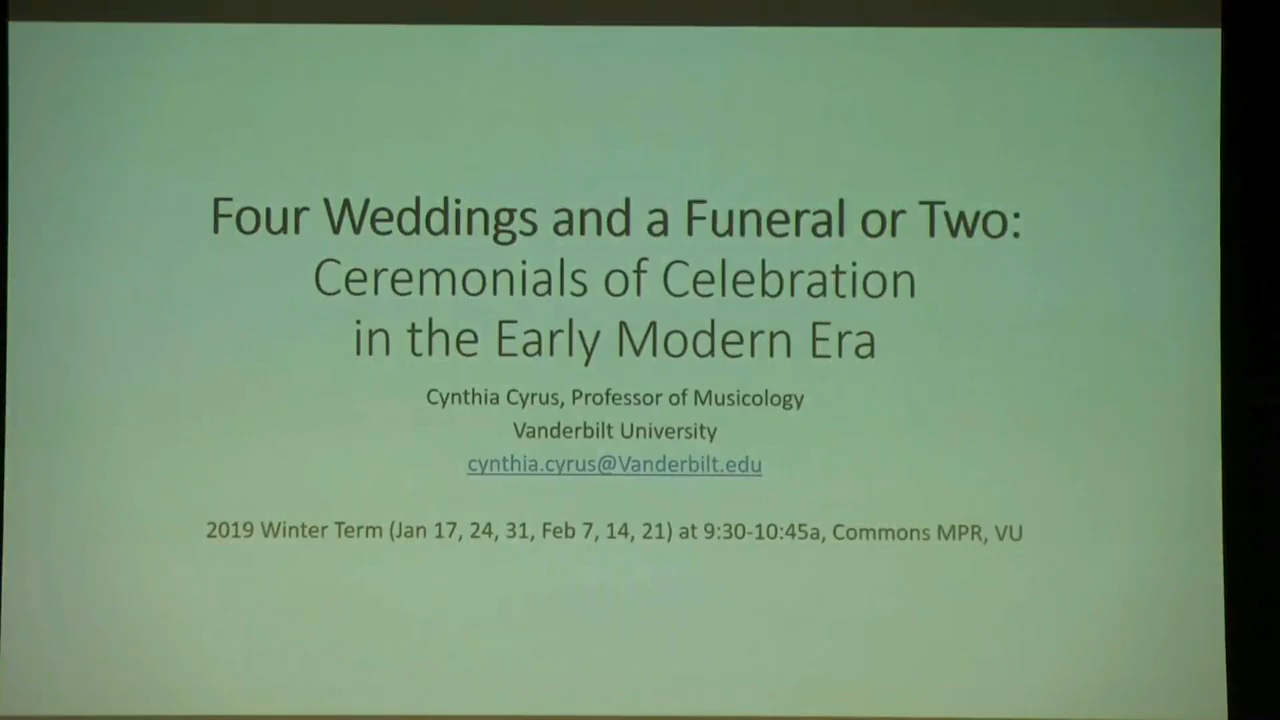 Four Weddings and a Funeral or Two:
Ceremonials of Celebration
in the Early Modern Era
Cynthia Cyrus, Professor of Musicology
Vanderbilt University
cynthia.cyrus@Vanderbilt.edu
2019 Winter Term (Jan 17, 24, 31, Feb 7, 14, 21) at 9:30-10:45a, Commons MPR, VU